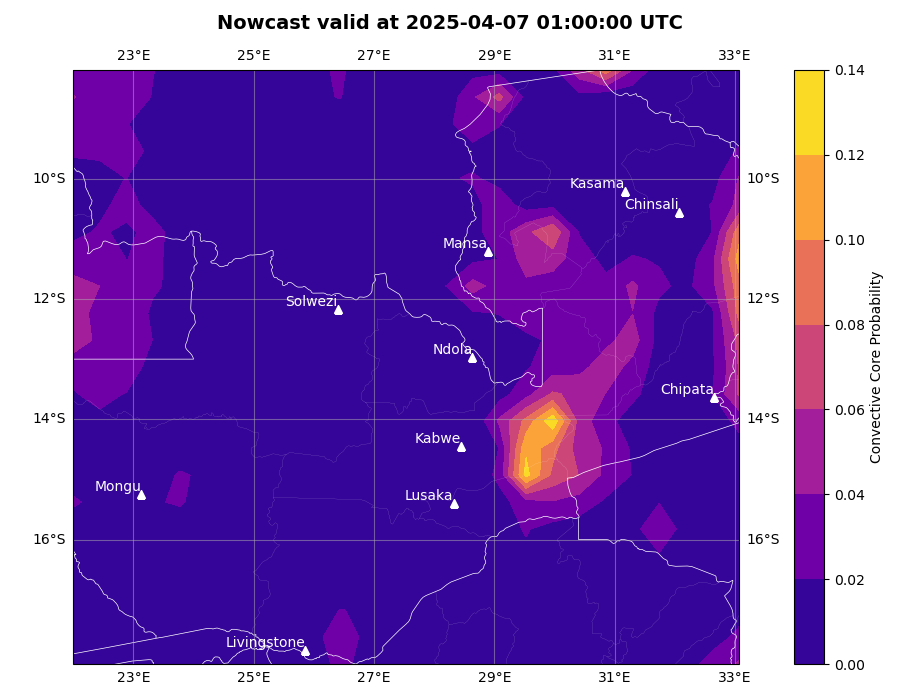 Nowcast valid at 2025-04-07 01:00:00 UTC
23°E 25°E 27°E 29°E 31°E 33°E
0.14
0.12
10°S 10°S
Kasama
Chinsali
0.10
Mansa
12°S 12°S
Solwezi
0.08
Ndola
Convective Core Probability
Chipata
0.06
14°S 14°S
Kabwe
Mongu
Lusaka
0.04
16°S 16°S
0.02
Livingstone
0.00
23°E 25°E 27°E 29°E 31°E 33°E